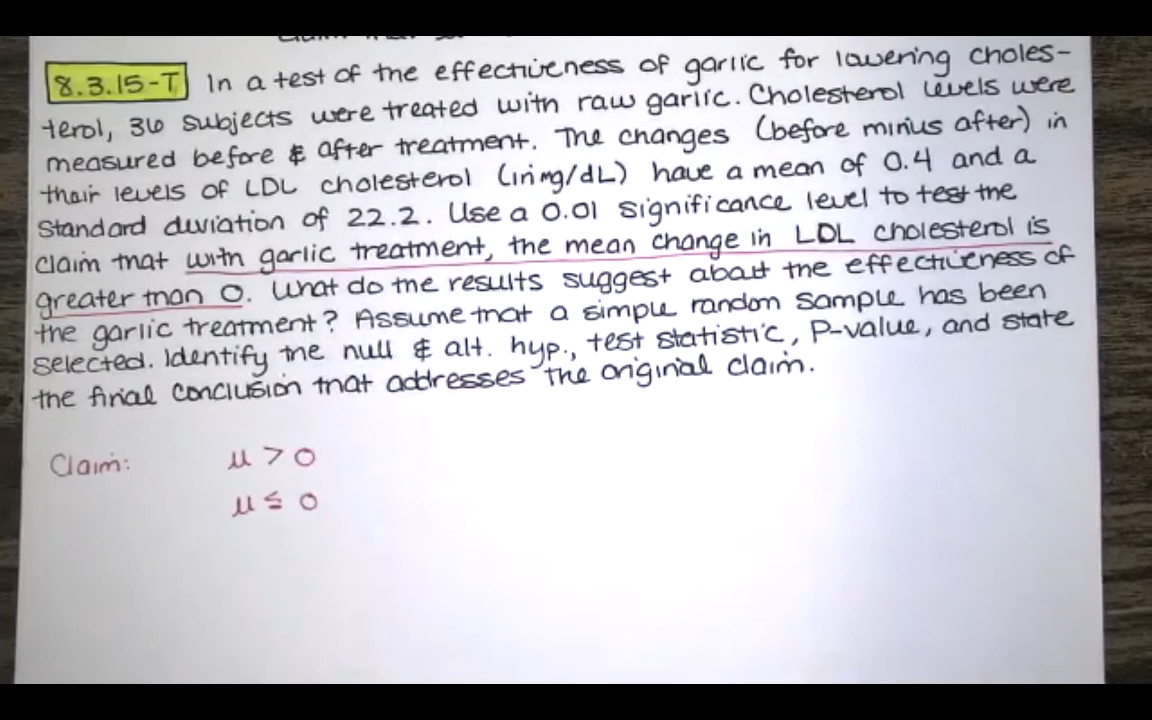 8.3.15-T In a test of the effectiveness of garlic for lowering choles-
terol, 36 subjects were treated with raw garlic. Cholesterol levels were
measured before & after treatment. The changes (before minus after) in
their levels of LDL cholesterol (in mg/dL) have a mean of 0.4 and a
standard deviation of 22.2. Use a 0.01 significance level to test the
claim that with garlic treatment, the mean change in LDL cholesterol is
greater than 0. What do the results suggest about the effectiveness of
the garlic treatment? Assume that a simple random sample has been
selected. Identify the null & alt. hyp., test statistic, P-value, and state
the final conclusion that addresses the original claim.
Claim: μ > 0
μ ≤ 0